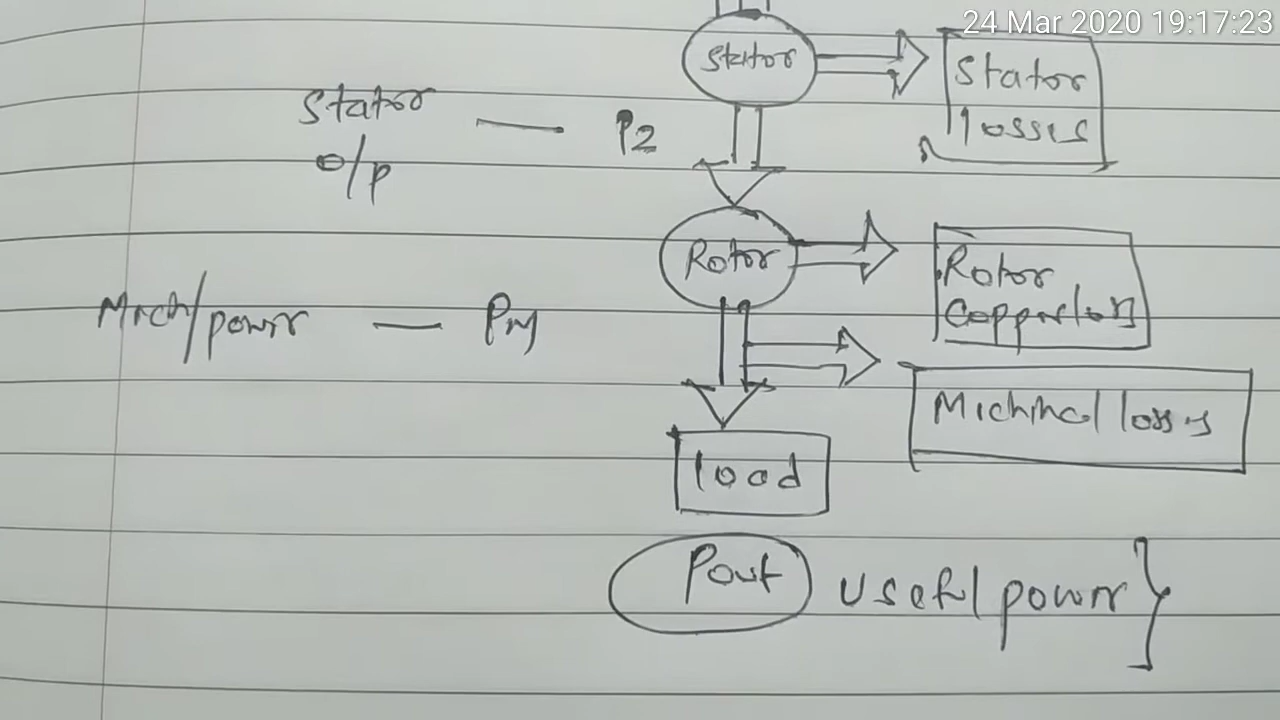 24 Mar 2020 19:17:23
Stator
Stator
losses
Stator
o/p
— P2
Rotor
Rotor
Copper loss
Mech/power — Pm
Mechincal losses
load
Pout useful power }